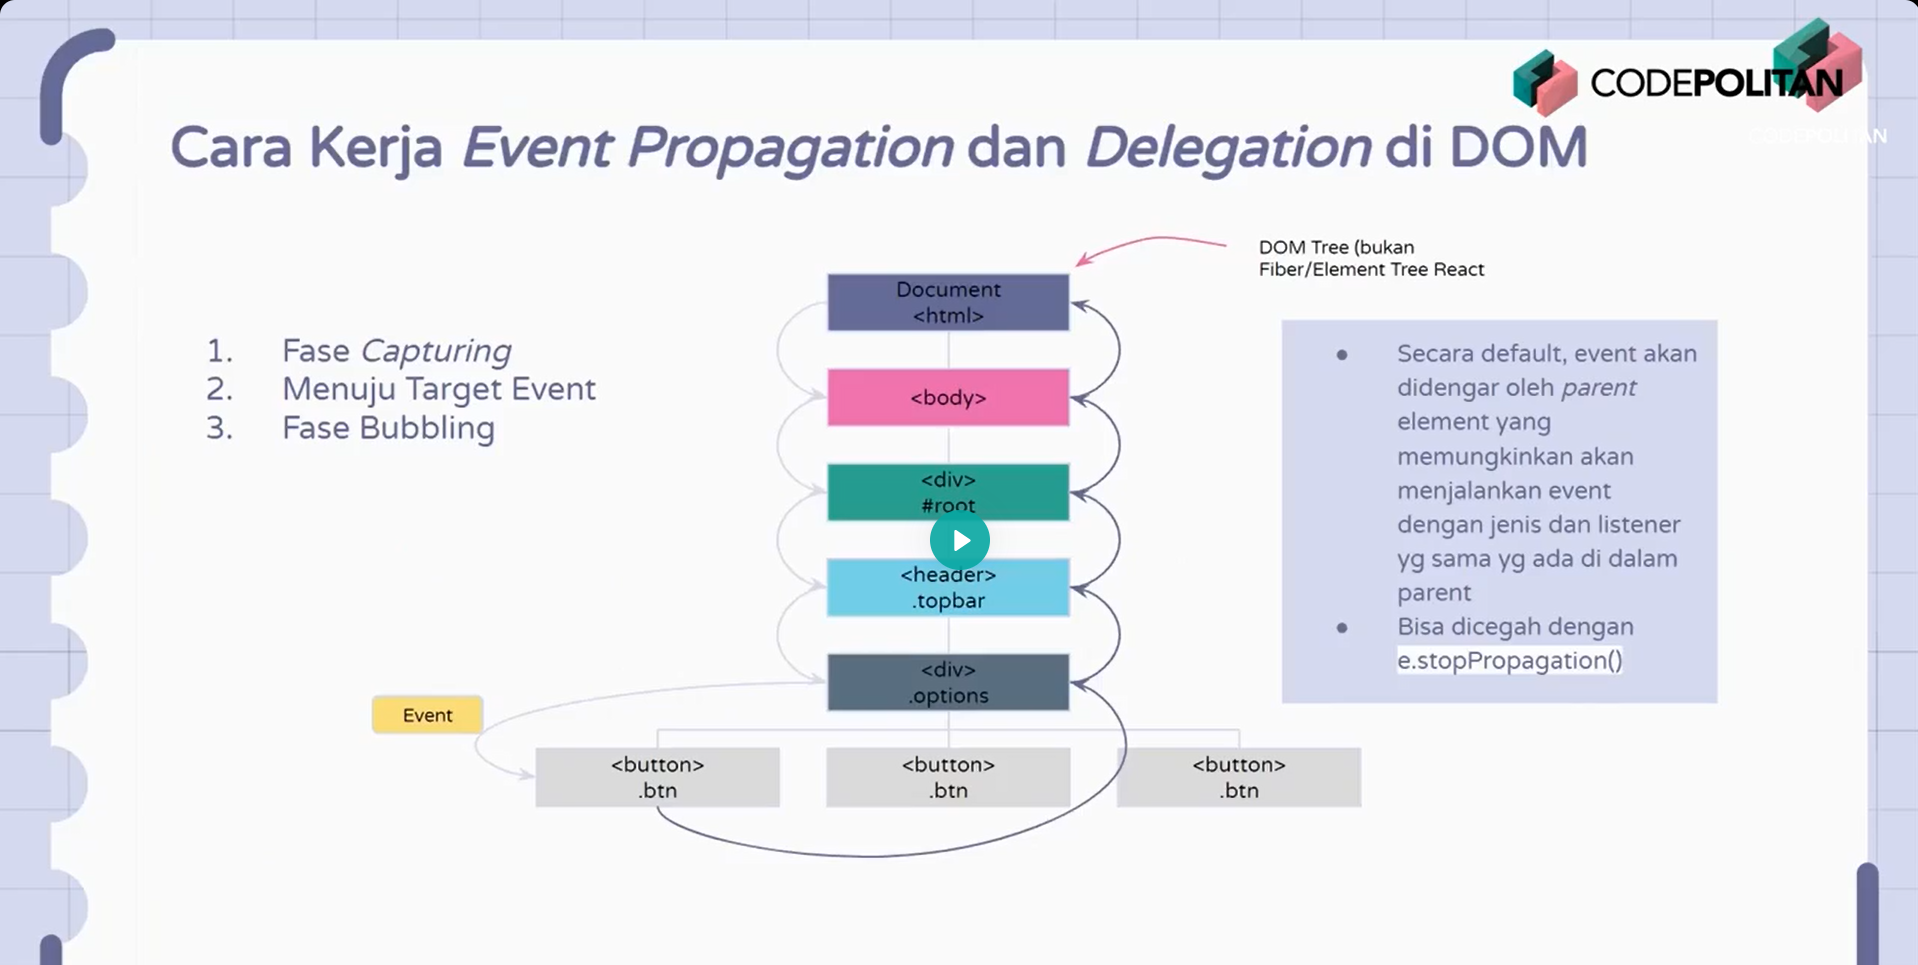 CODEPOLITAN
CODEPOLITAN
Cara Kerja Event Propagation dan Delegation di DOM
DOM Tree (bukan
Fiber/Element Tree React
1. Fase Capturing
2. Menuju Target Event
3. Fase Bubbling
Document
<html>
<body>
<div>
#root
<header>
.topbar
<div>
.options
Event
<button>
.btn
<button>
.btn
<button>
.btn
● Secara default, event akan
didengar oleh parent
element yang
memungkinkan akan
menjalankan event
dengan jenis dan listener
yg sama yg ada di dalam
parent
● Bisa dicegah dengan
e.stopPropagation()